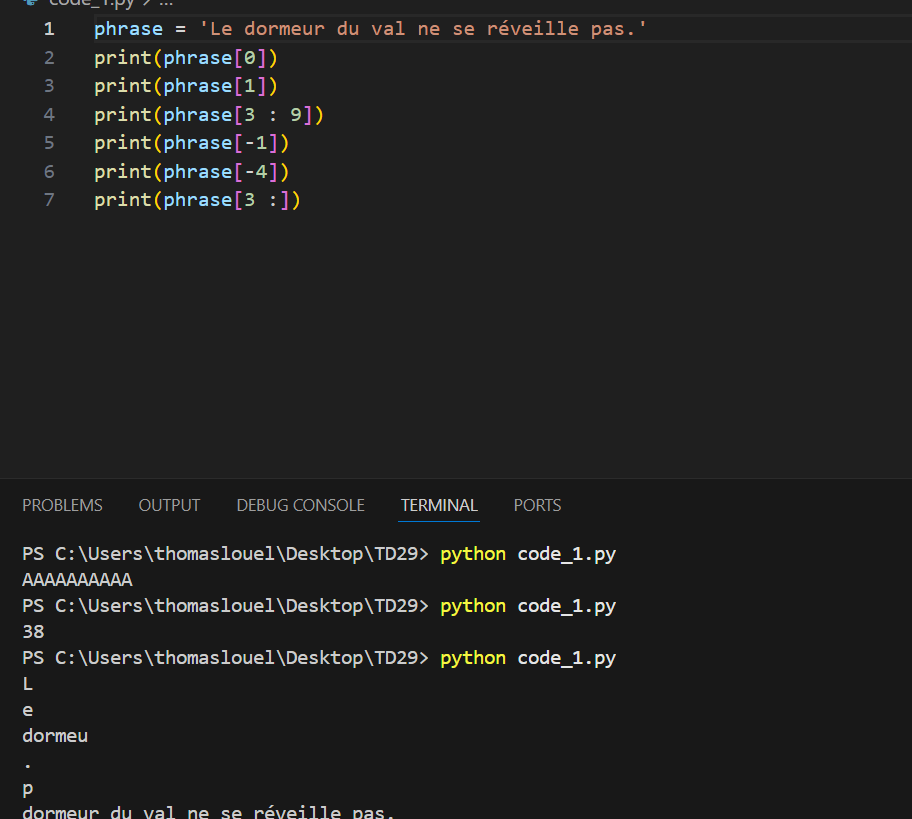 code_1.py > ...
1 phrase = 'Le dormeur du val ne se réveille pas.'
2 print(phrase[0])
3 print(phrase[1])
4 print(phrase[3 : 9])
5 print(phrase[-1])
6 print(phrase[-4])
7 print(phrase[3 :])
PROBLEMS OUTPUT DEBUG CONSOLE TERMINAL PORTS
PS C:\Users\thomaslouel\Desktop\TD29> python code_1.py
AAAAAAAAAA
PS C:\Users\thomaslouel\Desktop\TD29> python code_1.py
38
PS C:\Users\thomaslouel\Desktop\TD29> python code_1.py
L
e
dormeu
.
p
dormeur du val ne se réveille pas.